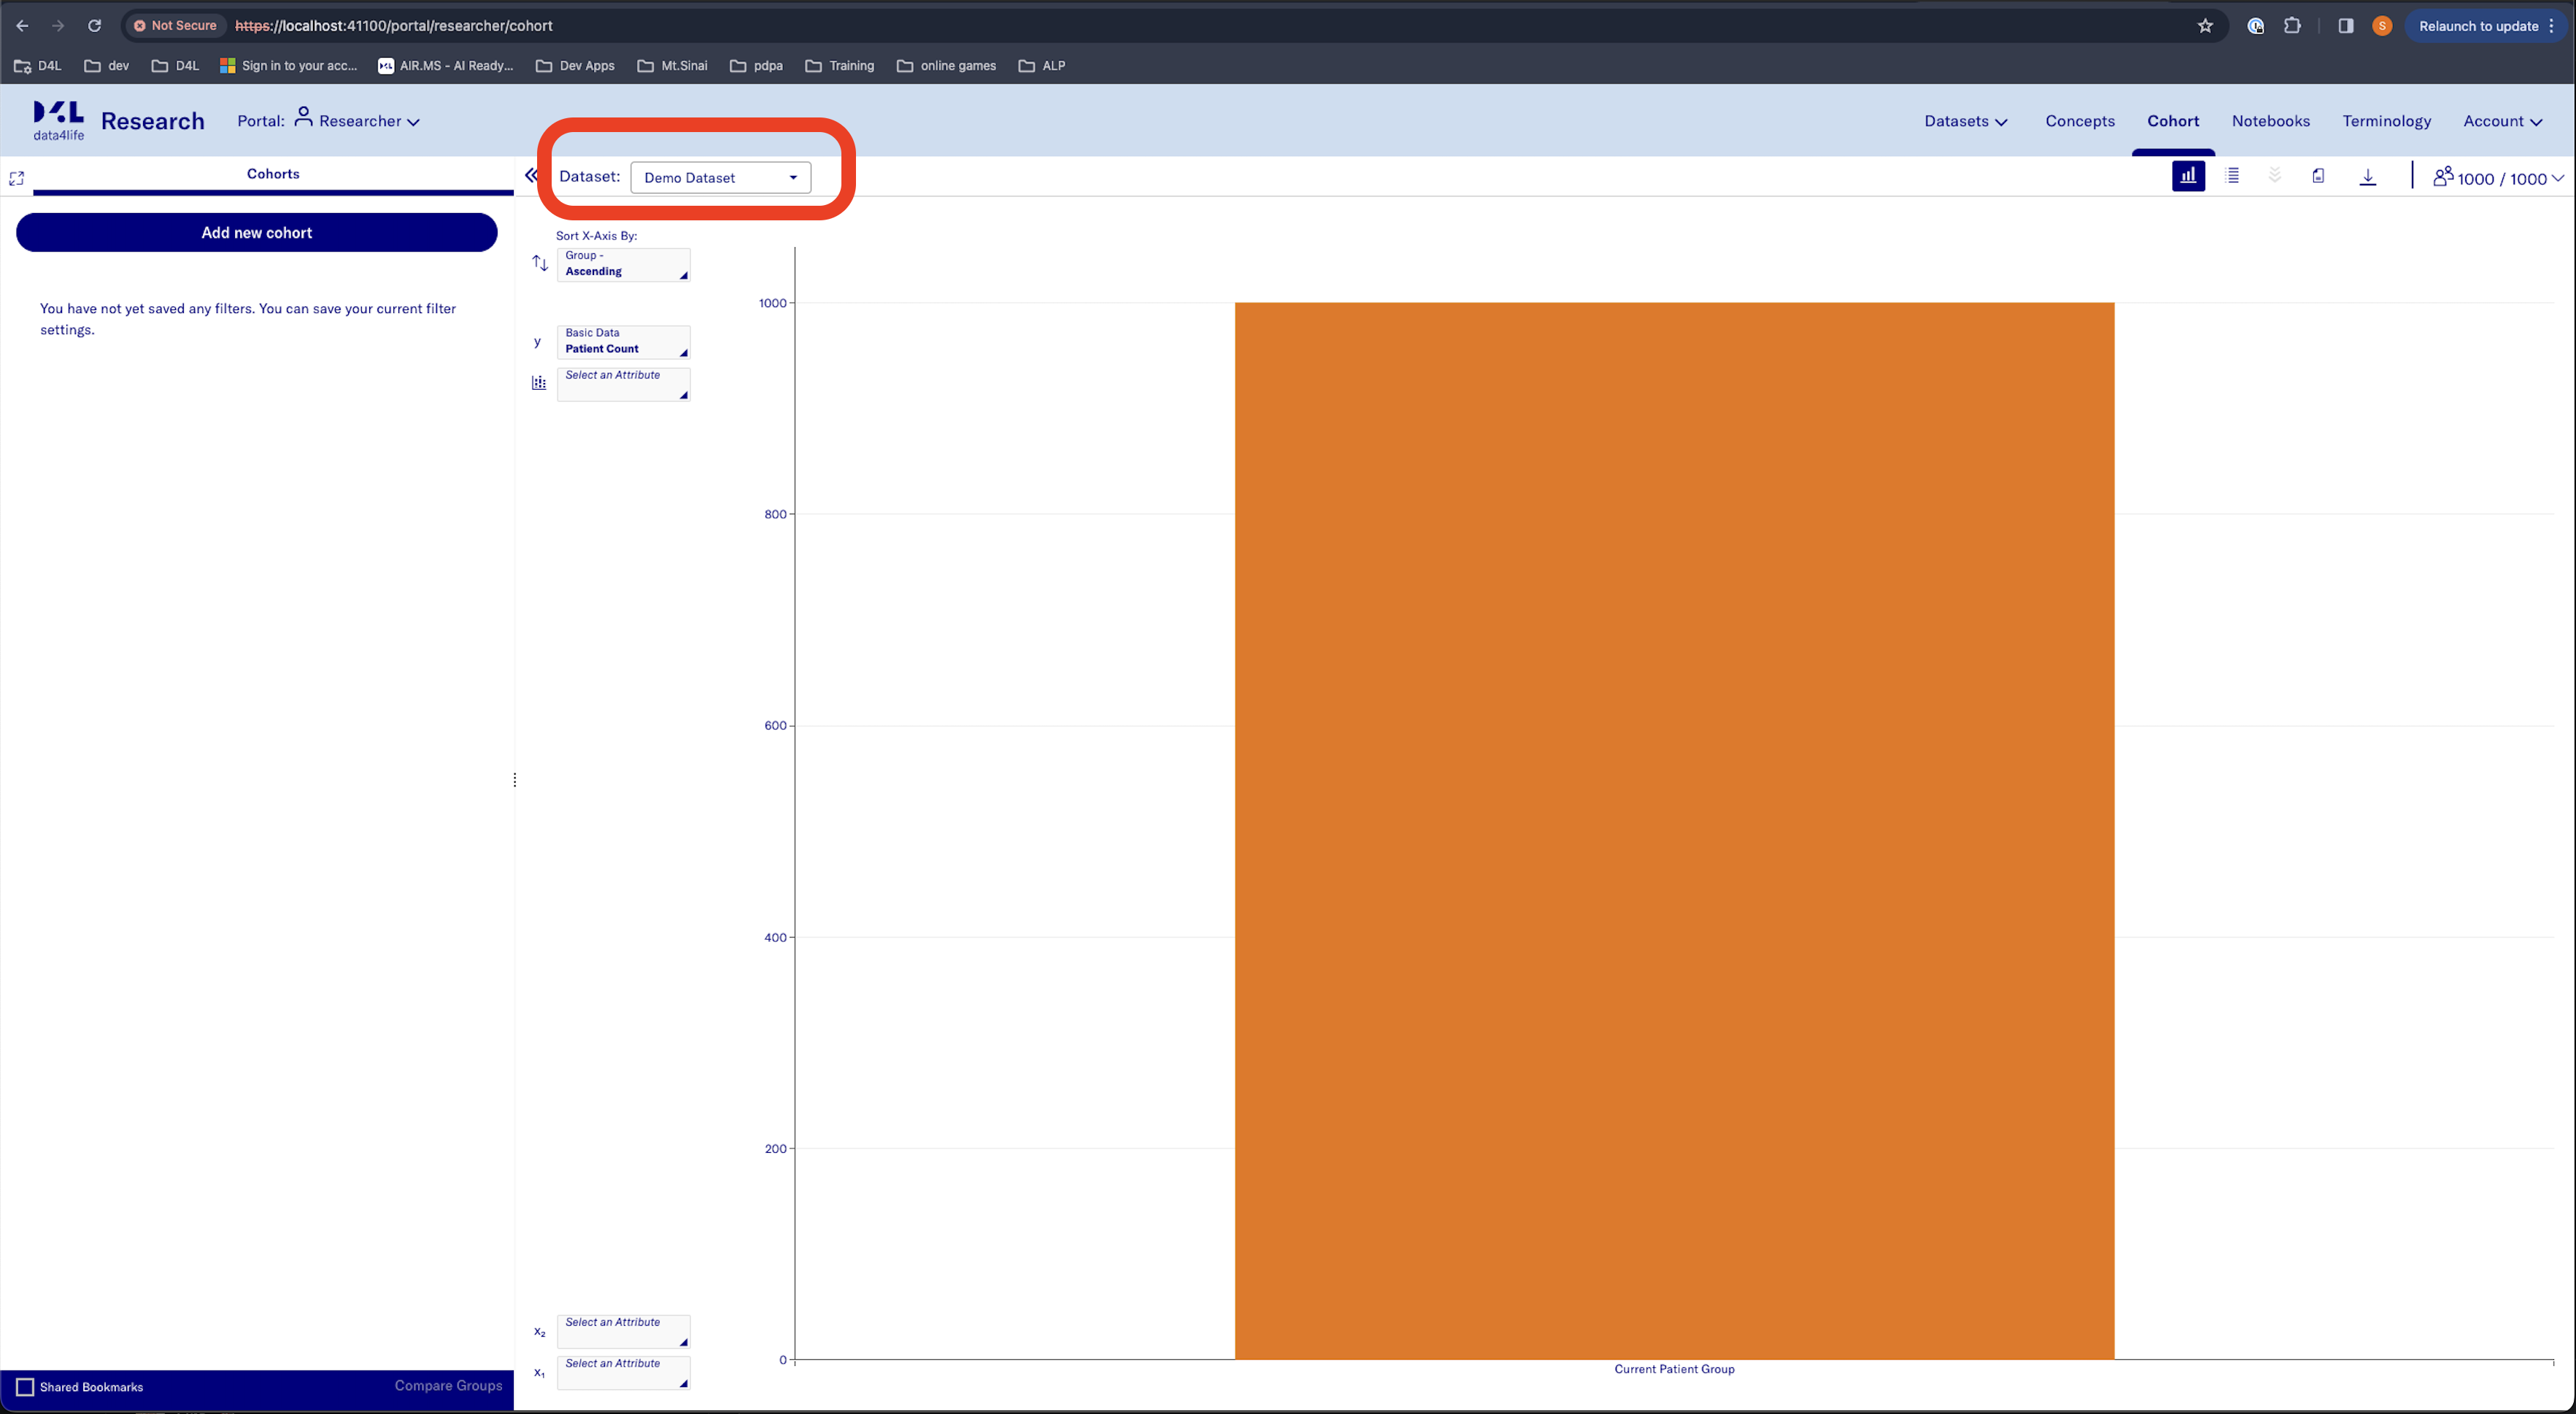 Not Secure https://localhost:41100/portal/researcher/cohort S Relaunch to update
D4L dev D4L Sign in to your acc... AIR.MS - AI Ready... Dev Apps Mt.Sinai pdpa Training online games ALP
D4L data4life Research Portal: Researcher Datasets Concepts Cohort Notebooks Terminology Account
Cohorts Dataset: Demo Dataset 1000 / 1000
Add new cohort
You have not yet saved any filters. You can save your current filter
settings.
Sort X-Axis By:
Group -
Ascending
y Basic Data
Patient Count
Select an Attribute
1000
800
600
400
200
0
x₂ Select an Attribute
x₁ Select an Attribute
Current Patient Group
Shared Bookmarks Compare Groups